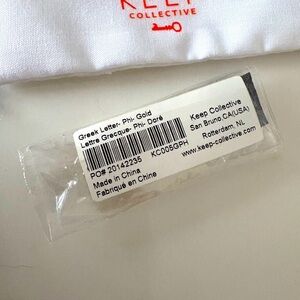 KEEP
COLLECTIVE
Greek Letter- Phi- Gold
Lettre Grecque- Phi- Doré
PO# 20142235 KC005GPH
Made in China
Fabriqué en Chine
Keep Collective
San Bruno,CA(USA)
Rotterdam, NL
www.keep-collective.com